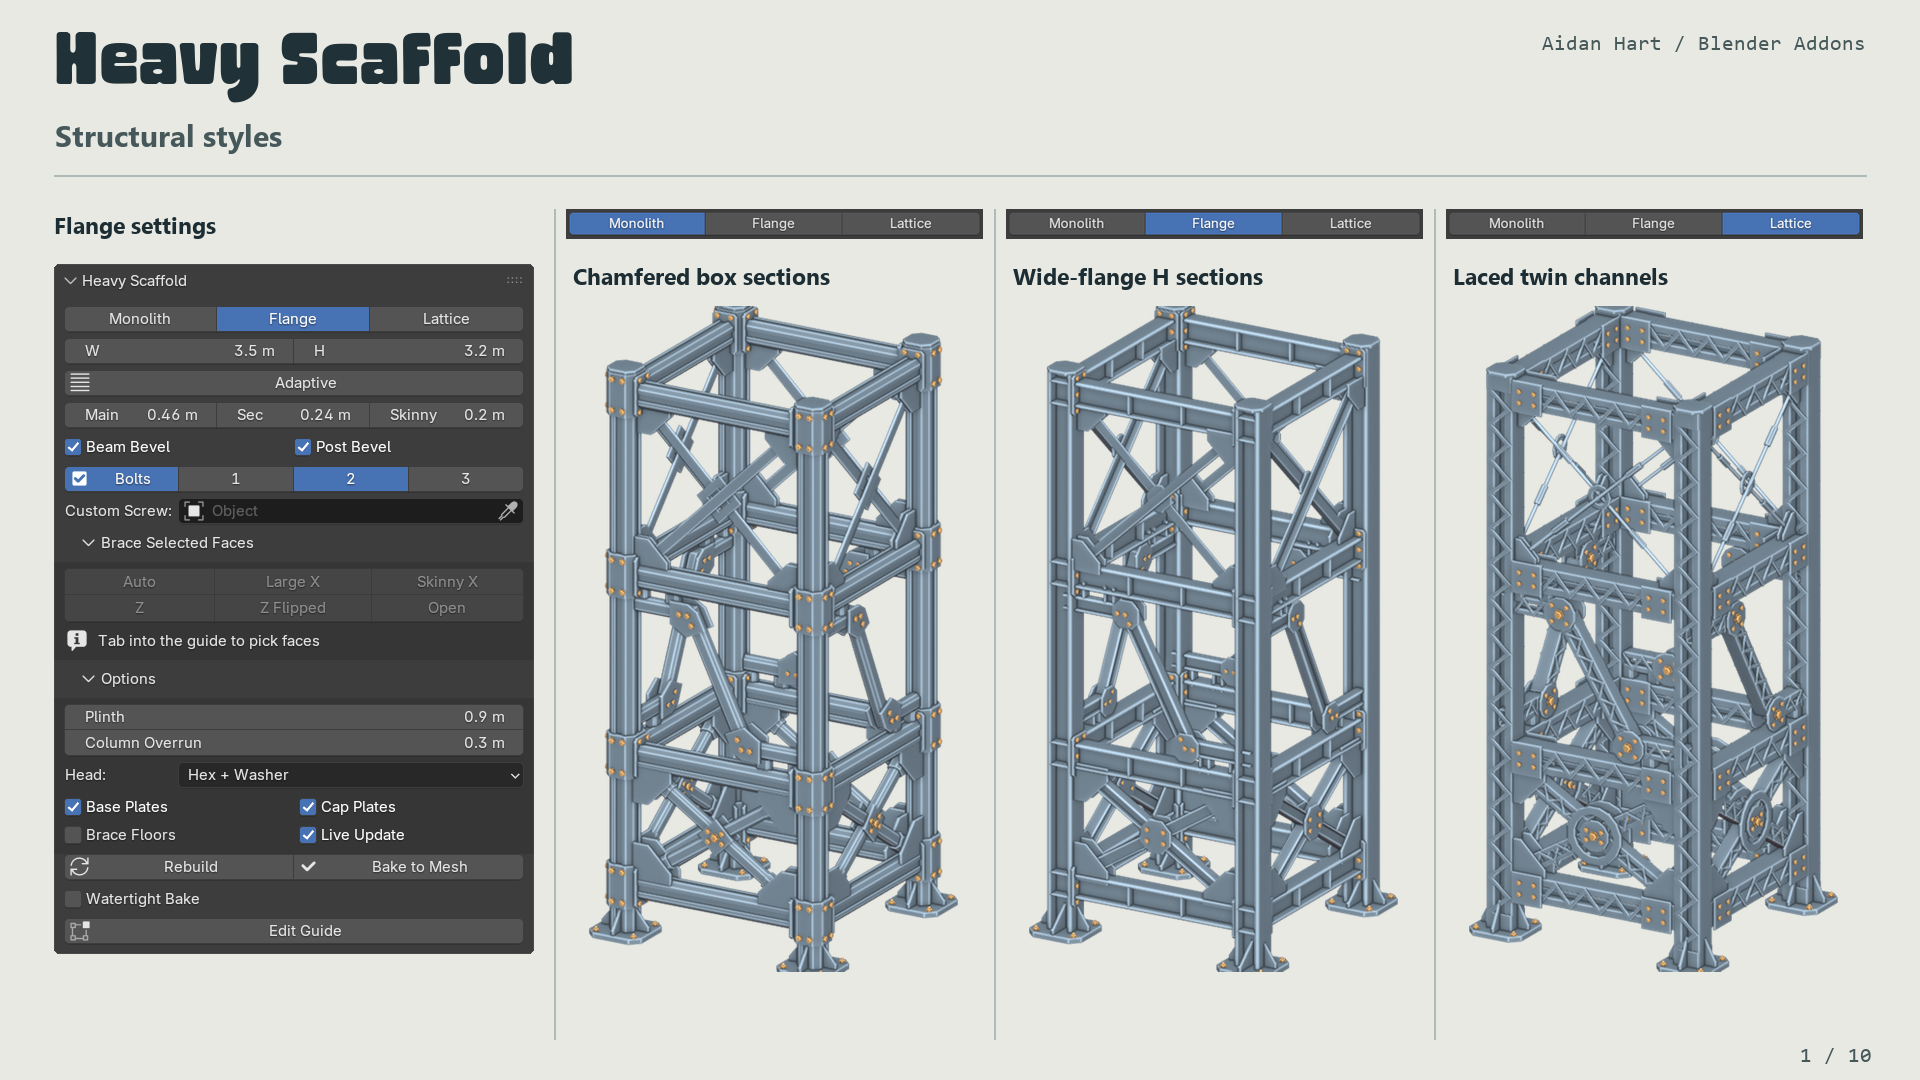 Heavy Scaffold
Aidan Hart / Blender Addons
Structural styles
Flange settings
Heavy Scaffold
Monolith Flange Lattice
W 3.5 m H 3.2 m
Adaptive
Main 0.46 m Sec 0.24 m Skinny 0.2 m
Beam Bevel Post Bevel
Bolts 1 2 3
Custom Screw: Object
Brace Selected Faces
Auto Large X Skinny X
Z Z Flipped Open
Tab into the guide to pick faces
Options
Plinth 0.9 m
Column Overrun 0.3 m
Head: Hex + Washer
Base Plates Cap Plates
Brace Floors Live Update
Rebuild Bake to Mesh
Watertight Bake
Edit Guide
Monolith Flange Lattice
Chamfered box sections
Monolith Flange Lattice
Wide-flange H sections
Monolith Flange Lattice
Laced twin channels
1 / 10